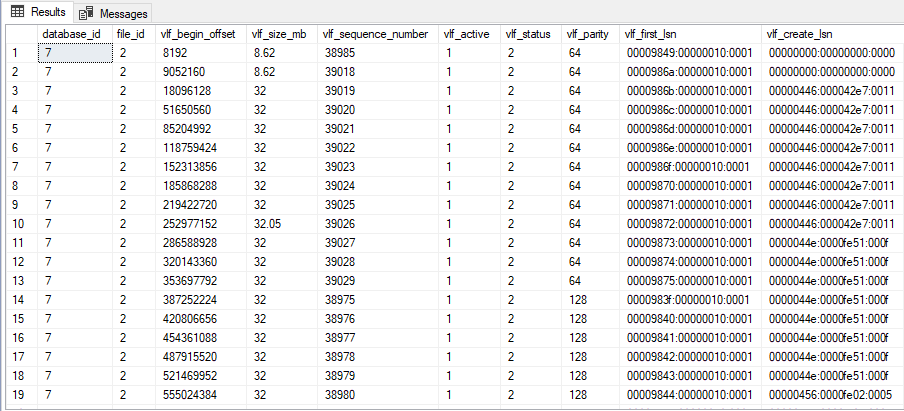 Results Messages
database_id file_id vlf_begin_offset vlf_size_mb vlf_sequence_number vlf_active vlf_status vlf_parity vlf_first_lsn vlf_create_lsn
1 7 2 8192 8.62 38985 1 2 64 00009849:00000010:0001 00000000:00000000:0000
2 7 2 9052160 8.62 39018 1 2 64 0000986a:00000010:0001 00000000:00000000:0000
3 7 2 18096128 32 39019 1 2 64 0000986b:00000010:0001 00000446:000042e7:0011
4 7 2 51650560 32 39020 1 2 64 0000986c:00000010:0001 00000446:000042e7:0011
5 7 2 85204992 32 39021 1 2 64 0000986d:00000010:0001 00000446:000042e7:0011
6 7 2 118759424 32 39022 1 2 64 0000986e:00000010:0001 00000446:000042e7:0011
7 7 2 152313856 32 39023 1 2 64 0000986f:00000010:0001 00000446:000042e7:0011
8 7 2 185868288 32 39024 1 2 64 00009870:00000010:0001 00000446:000042e7:0011
9 7 2 219422720 32 39025 1 2 64 00009871:00000010:0001 00000446:000042e7:0011
10 7 2 252977152 32.05 39026 1 2 64 00009872:00000010:0001 00000446:000042e7:0011
11 7 2 286588928 32 39027 1 2 64 00009873:00000010:0001 0000044e:0000fe51:000f
12 7 2 320143360 32 39028 1 2 64 00009874:00000010:0001 0000044e:0000fe51:000f
13 7 2 353697792 32 39029 1 2 64 00009875:00000010:0001 0000044e:0000fe51:000f
14 7 2 387252224 32 38975 1 2 128 0000983f:00000010:0001 0000044e:0000fe51:000f
15 7 2 420806656 32 38976 1 2 128 00009840:00000010:0001 0000044e:0000fe51:000f
16 7 2 454361088 32 38977 1 2 128 00009841:00000010:0001 0000044e:0000fe51:000f
17 7 2 487915520 32 38978 1 2 128 00009842:00000010:0001 0000044e:0000fe51:000f
18 7 2 521469952 32 38979 1 2 128 00009843:00000010:0001 0000044e:0000fe51:000f
19 7 2 555024384 32 38980 1 2 128 00009844:00000010:0001 00000456:0000fe02:0005